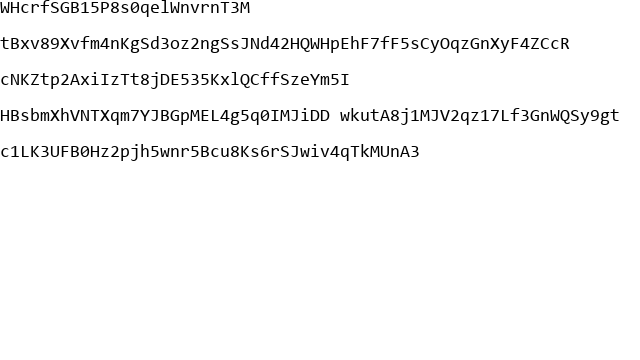 WHcrfSGB15P8s0qelWnvrnT3M
tBxv89Xvfm4nKgSd3oz2ngSsJNd42HQWHpEhF7fF5sCyOqzGnXyF4ZCcR
cNKZtp2AxiIzTt8jDE535KxlQCffSzeYm5I
HBsbmXhVNTXqm7YJBGpMEL4g5q0IMJiDD wkutA8j1MJV2qz17Lf3GnWQSy9gt
c1LK3UFB0Hz2pjh5wnr5Bcu8Ks6rSJwiv4qTkMUnA3